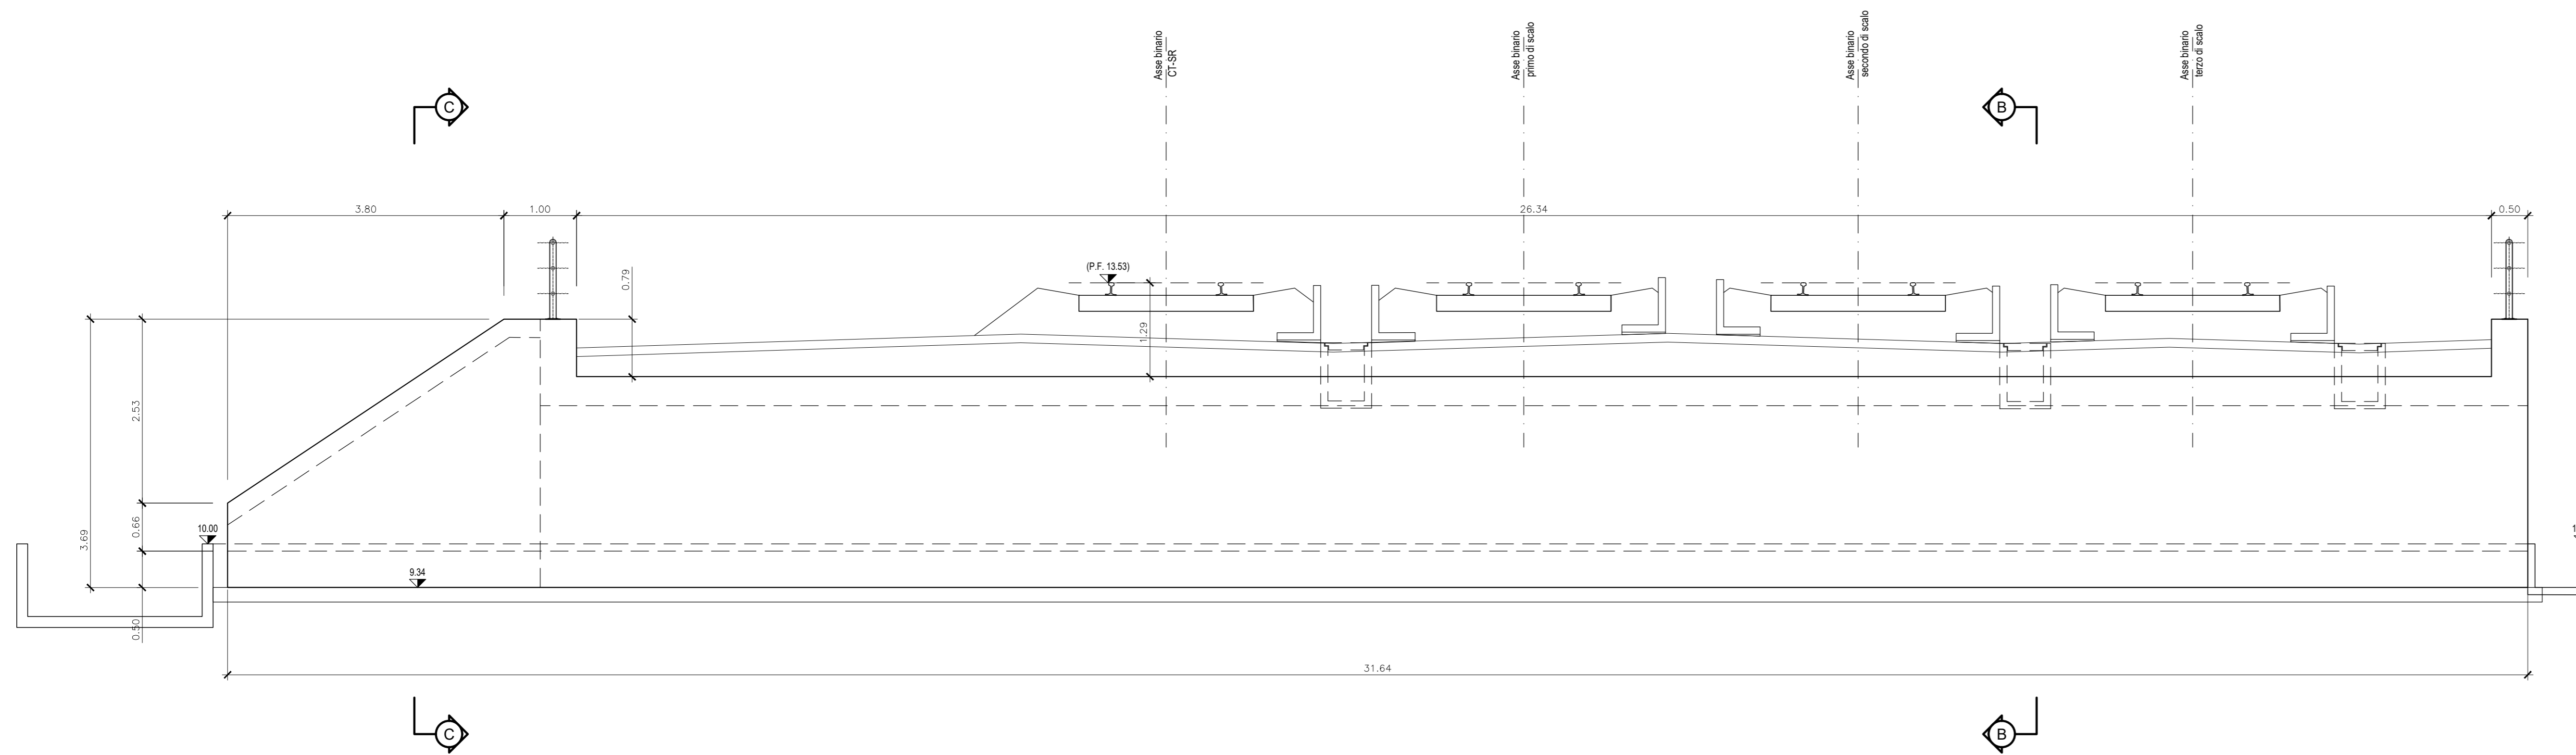 Asse binario
CT-SR
Asse binario
primo di scalo
Asse binario
secondo di scalo
Asse binario
terzo di scalo
C
B
3.80
1.00
26.34
0.50
0.79
(P.F. 13.53)
1.29
2.53
3.69
0.66
10.00
9.34
0.50
31.64
C
B